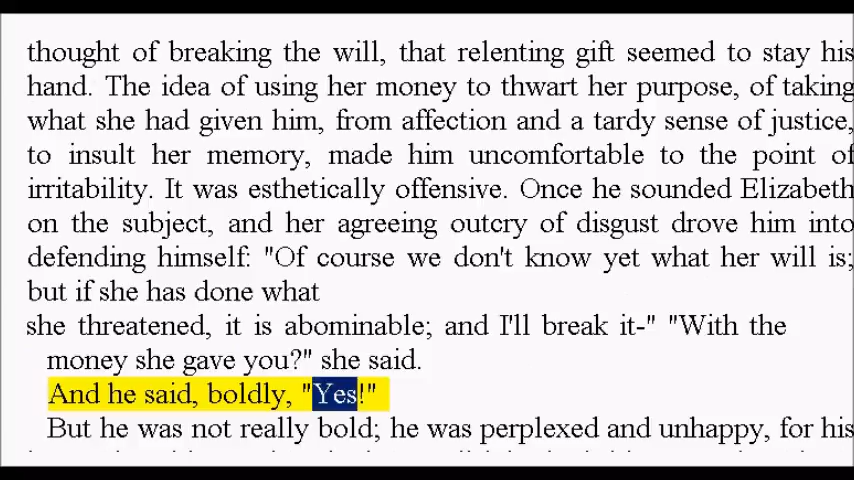 thought of breaking the will, that relenting gift seemed to stay his
hand. The idea of using her money to thwart her purpose, of taking
what she had given him, from affection and a tardy sense of justice,
to insult her memory, made him uncomfortable to the point of
irritability. It was esthetically offensive. Once he sounded Elizabeth
on the subject, and her agreeing outcry of disgust drove him into
defending himself: "Of course we don't know yet what her will is;
but if she has done what
she threatened, it is abominable; and I'll break it-" "With the
money she gave you?" she said.
And he said, boldly, "Yes!"
But he was not really bold; he was perplexed and unhappy, for his